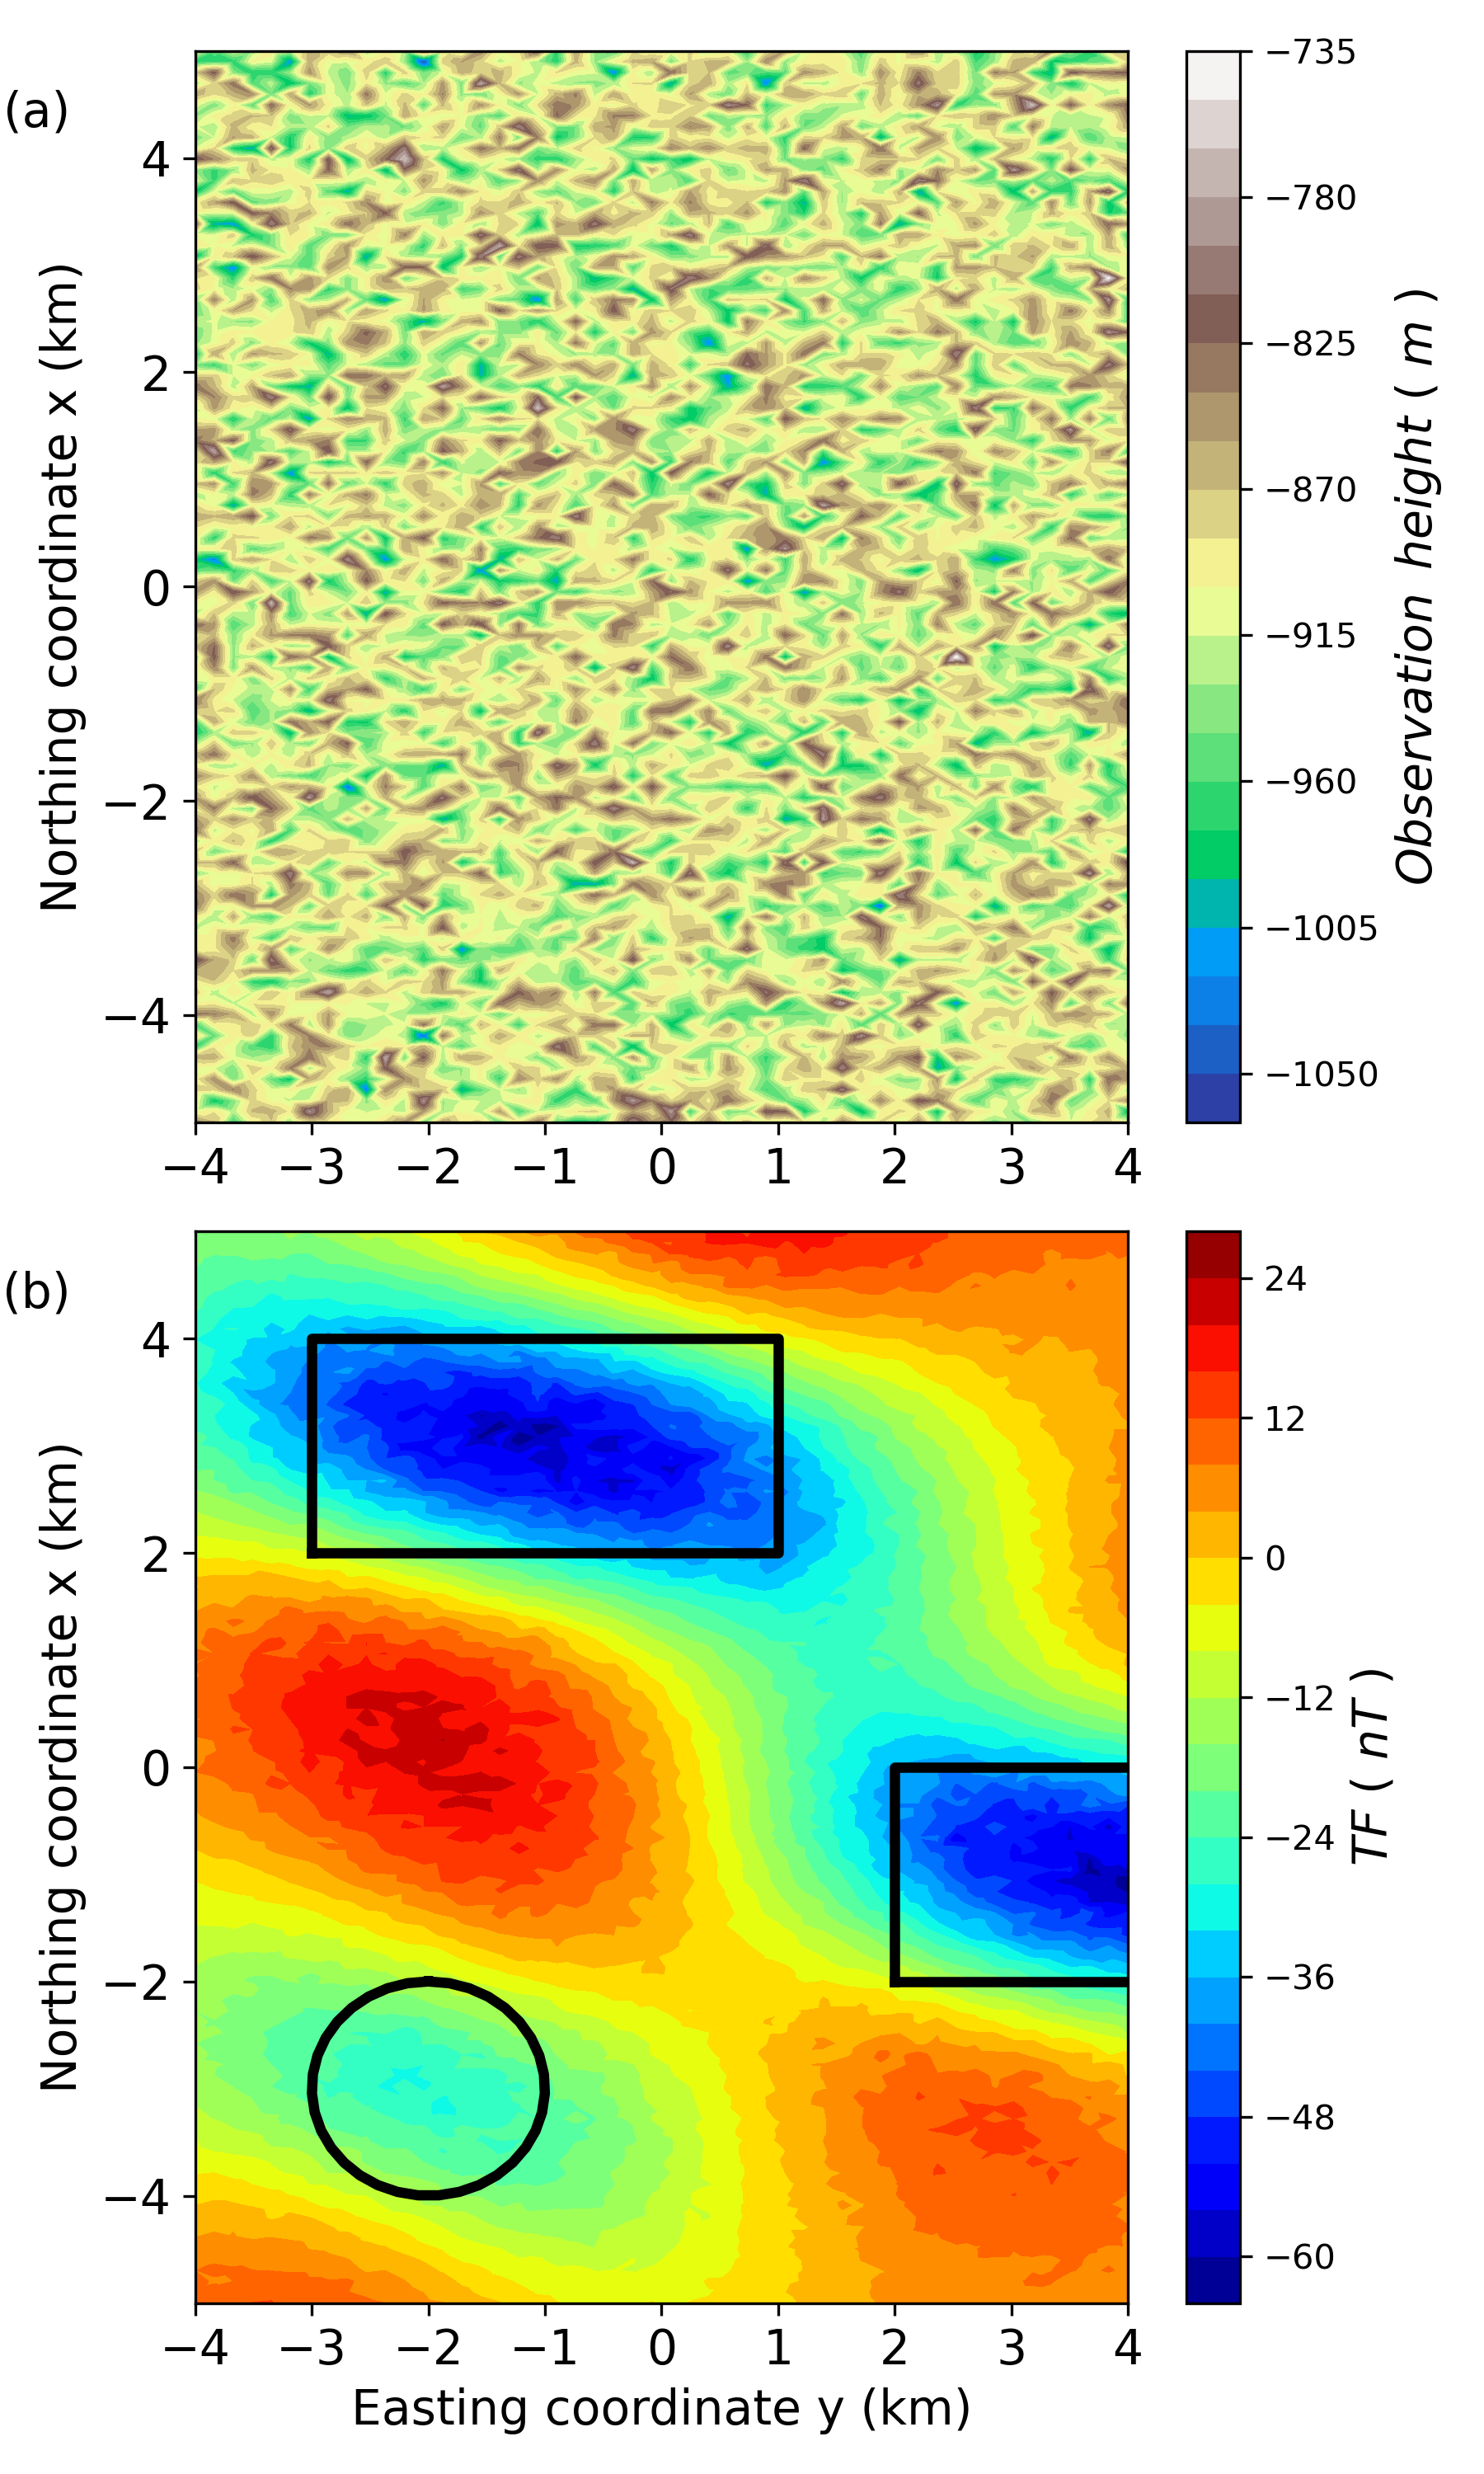 (a)
Northing coordinate x (km)
4
2
0
−2
−4
−4 −3 −2 −1 0 1 2 3 4
−735
−780
−825
−870
−915
−960
−1005
−1050
Observation height ( m )
(b)
Northing coordinate x (km)
4
2
0
−2
−4
−4 −3 −2 −1 0 1 2 3 4
Easting coordinate y (km)
24
12
0
−12
−24
−36
−48
−60
TF ( nT )